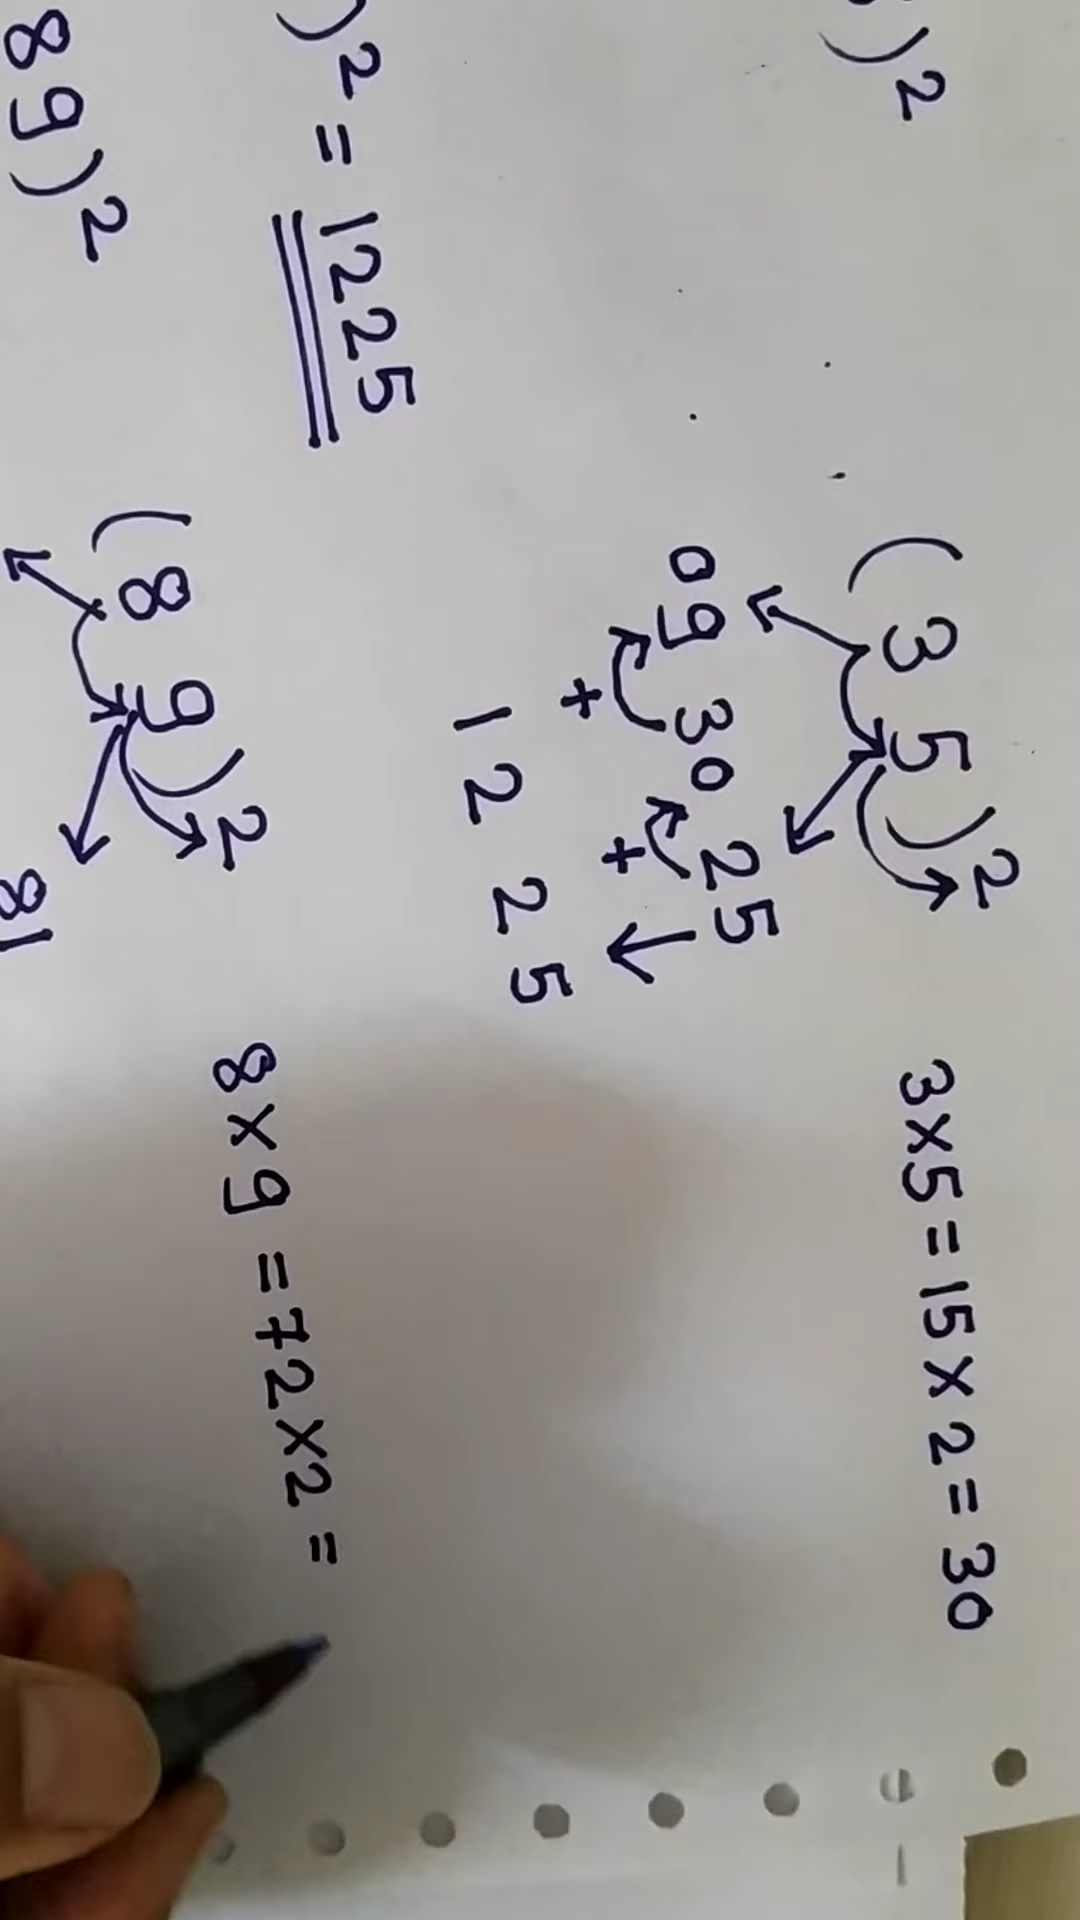 )²
(3 5)²
3×5=15×2=30
09 30 25
+ +
1 2 2 5
)² = 1225
89)²
(8 9)²
8×9=72×2=
81